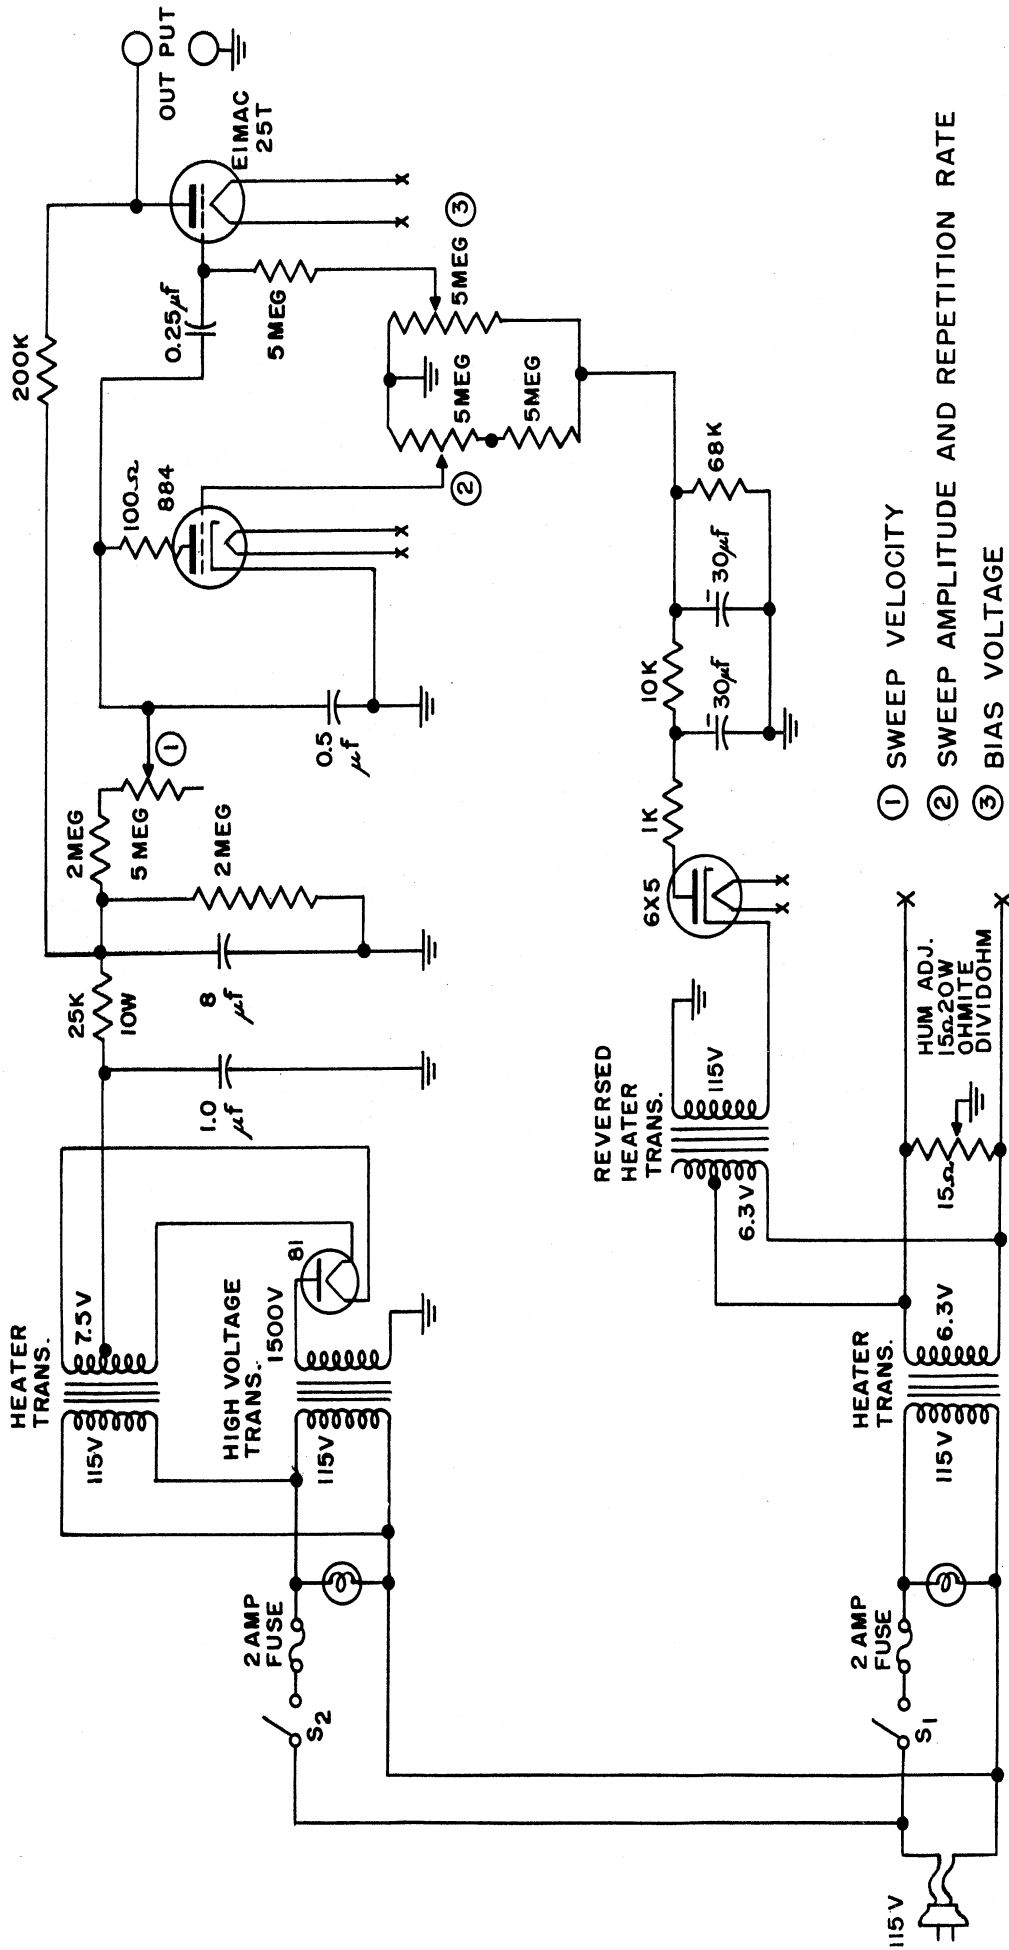 115V
S1
2 AMP
FUSE
115V
HEATER
TRANS.
6.3V
15Ω
HUM ADJ.
15Ω20W
OHMITE
DIVIDOHM
S2
2 AMP
FUSE
115V
HIGH VOLTAGE
TRANS.
1500V
81
115V
HEATER
TRANS.
7.5V
1.0
μf
25K
10W
8
μf
2MEG
2MEG
5MEG
1
0.5
μf
100Ω
884
200K
0.25μf
5MEG
EIMAC
25T
OUT PUT
2
5MEG
5MEG
5MEG
3
REVERSED
HEATER
TRANS.
6.3V
115V
6X5
1K
10K
30μf
30μf
68K
1 SWEEP VELOCITY
2 SWEEP AMPLITUDE AND REPETITION RATE
3 BIAS VOLTAGE